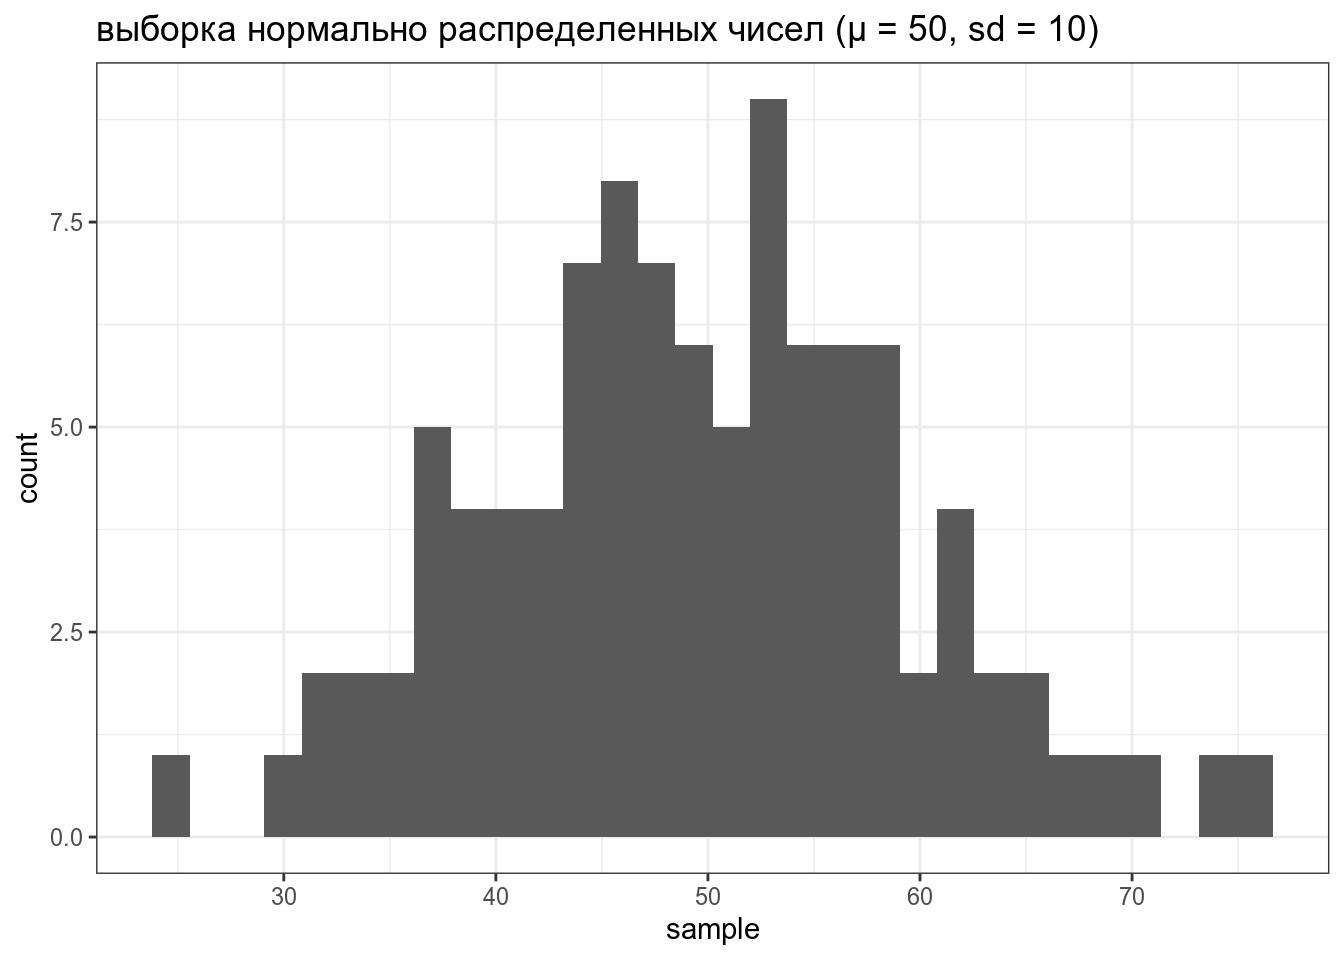 выборка нормально распределенных чисел (μ = 50, sd = 10)
7.5
5.0
2.5
0.0
count
30 40 50 60 70
sample